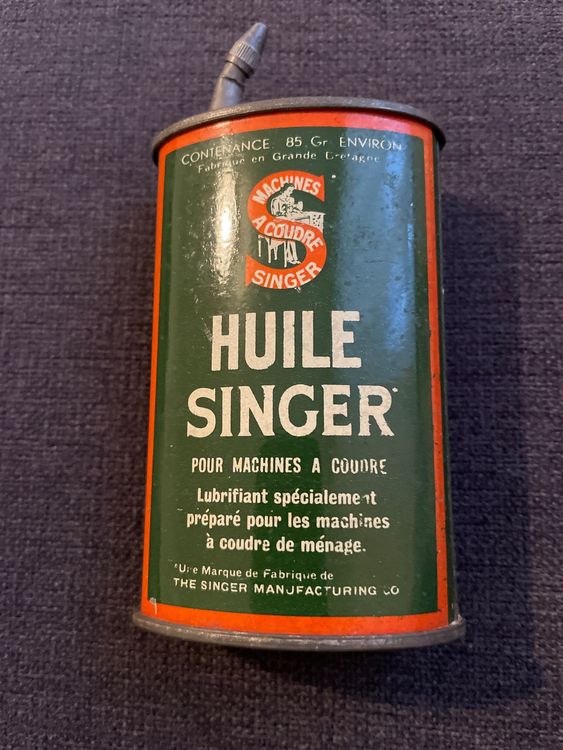 CONTENANCE 85 Gr ENVIRON
Fabriqué en Grande Bretagne
MACHINES
A COUDRE
SINGER
HUILE
SINGER*
POUR MACHINES A COUDRE
Lubrifiant spécialement
préparé pour les machines
à coudre de ménage.
*Une Marque de Fabrique de
THE SINGER MANUFACTURING CO